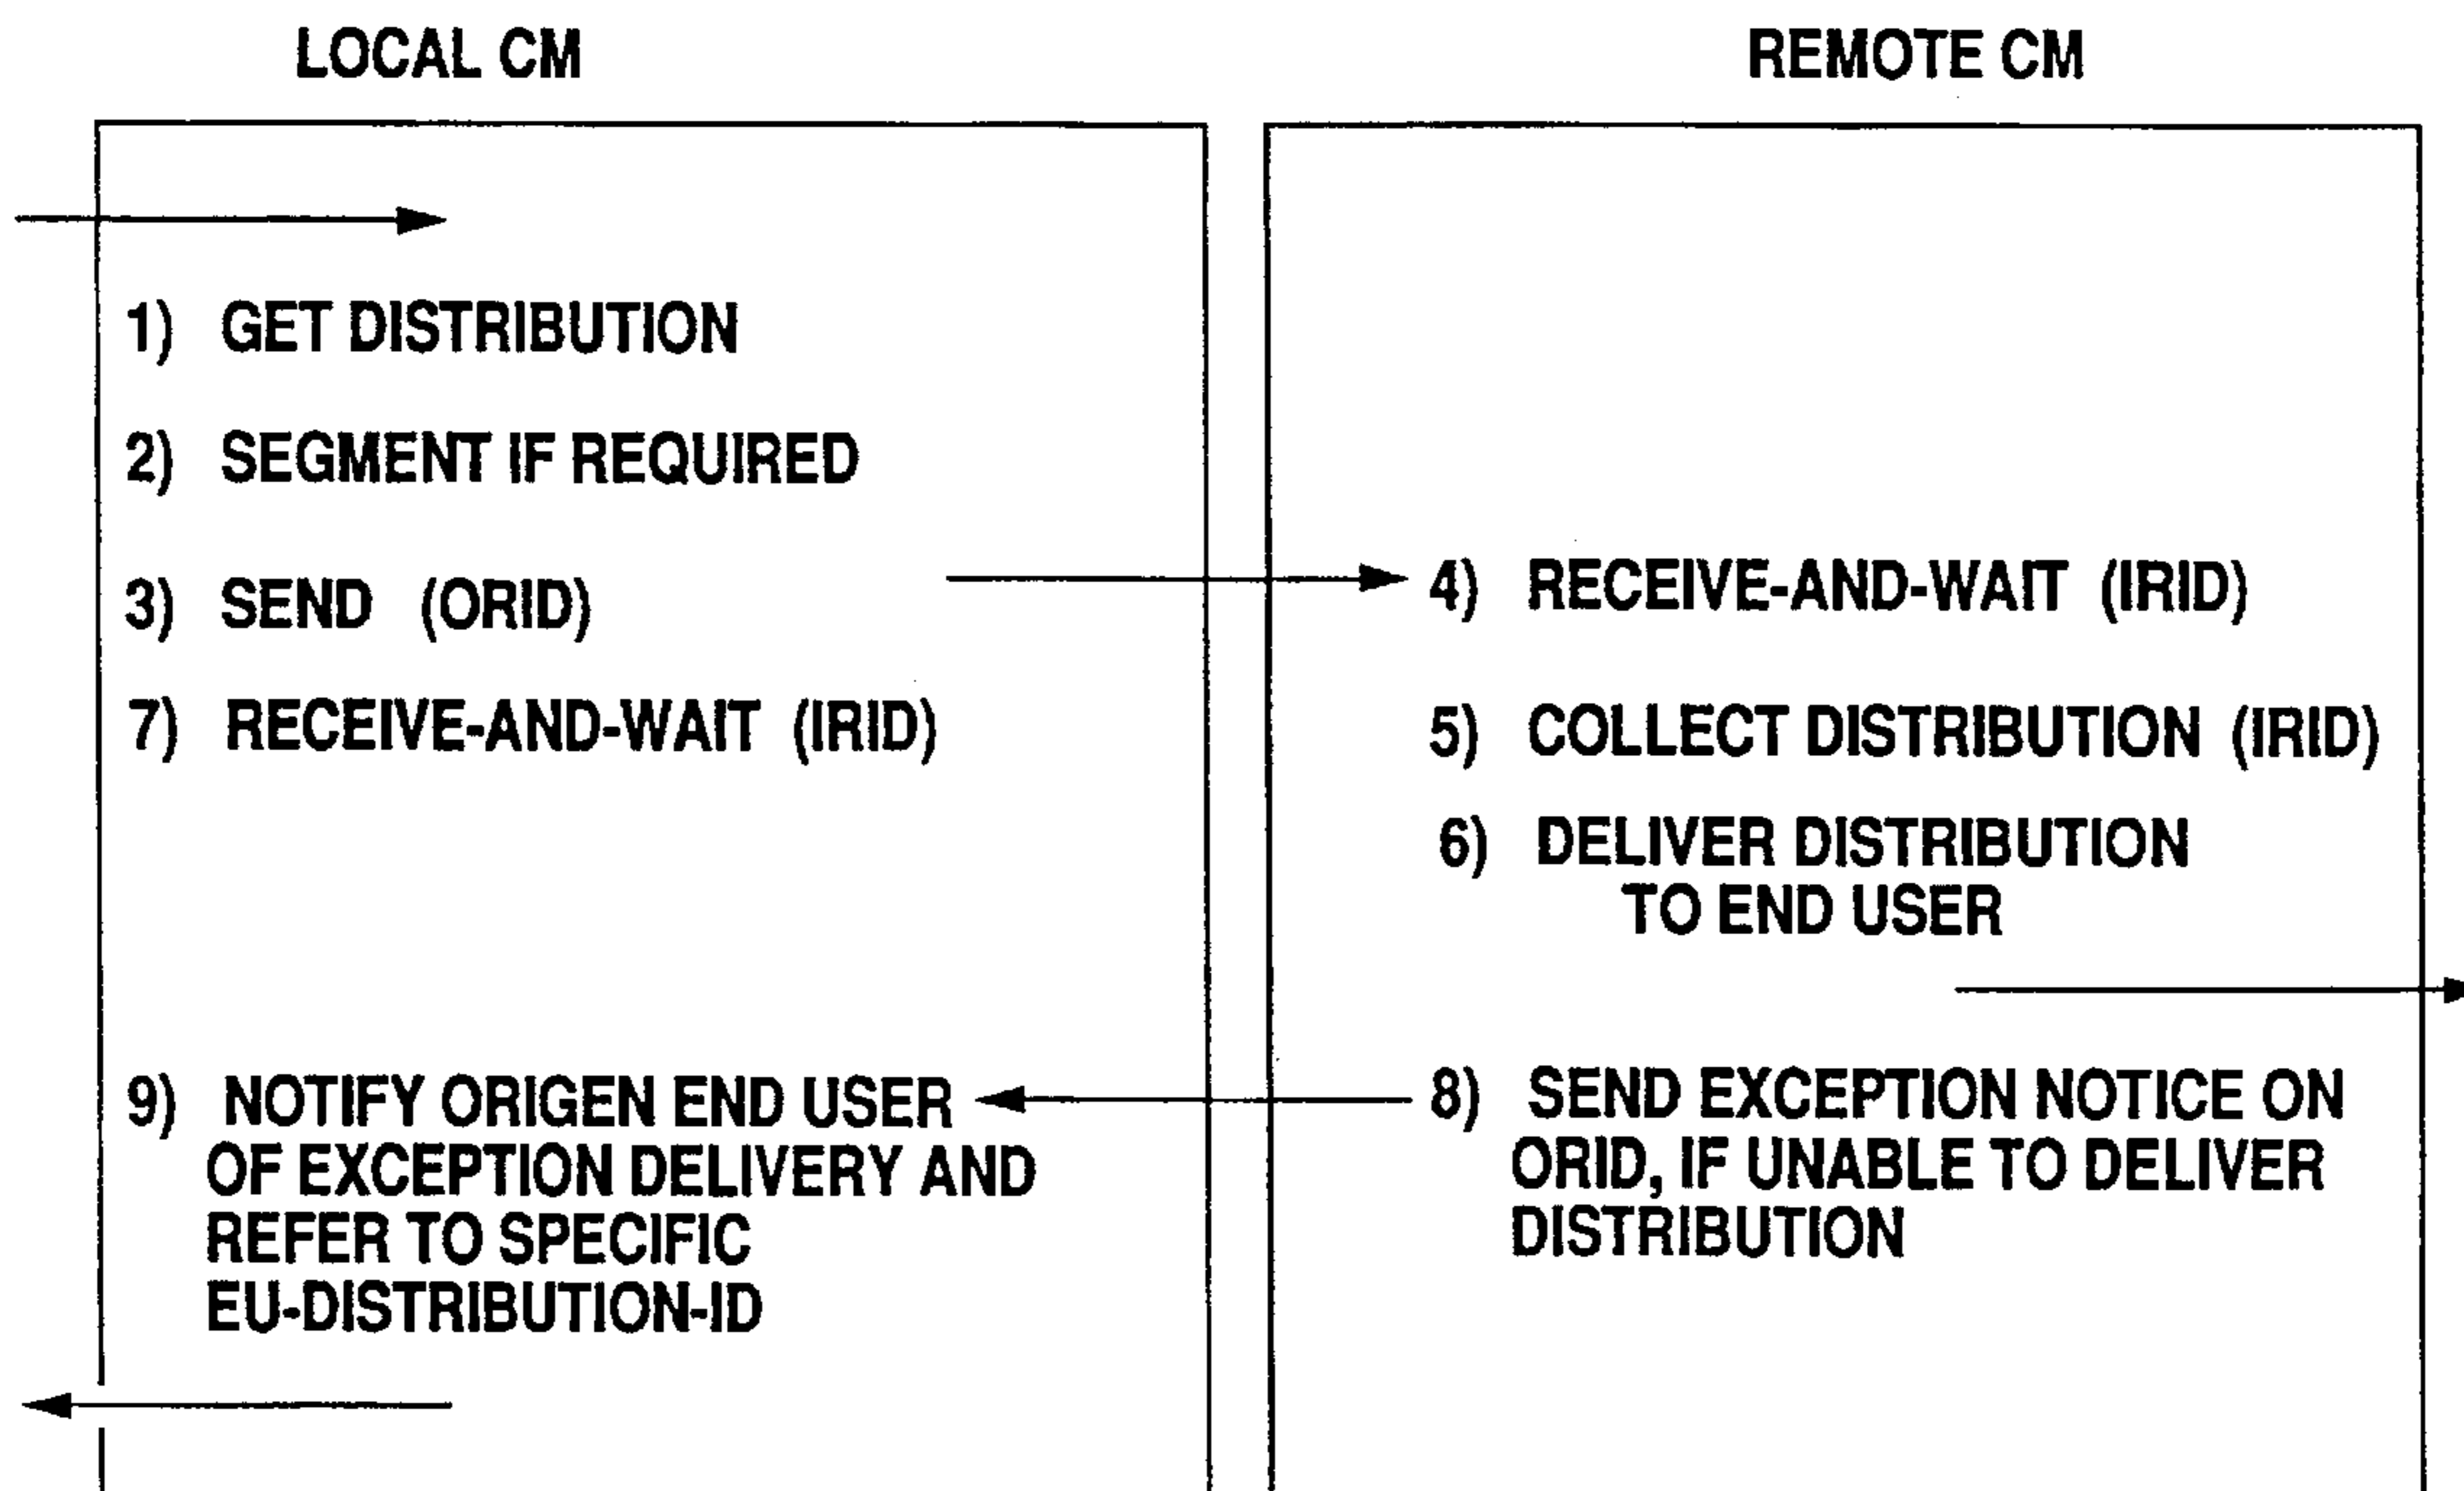 LOCAL CM
REMOTE CM
1) GET DISTRIBUTION
2) SEGMENT IF REQUIRED
3) SEND (ORID)
7) RECEIVE-AND-WAIT (IRID)
9) NOTIFY ORIGEN END USER
OF EXCEPTION DELIVERY AND
REFER TO SPECIFIC
EU-DISTRIBUTION-ID
4) RECEIVE-AND-WAIT (IRID)
5) COLLECT DISTRIBUTION (IRID)
6) DELIVER DISTRIBUTION
TO END USER
8) SEND EXCEPTION NOTICE ON
ORID, IF UNABLE TO DELIVER
DISTRIBUTION